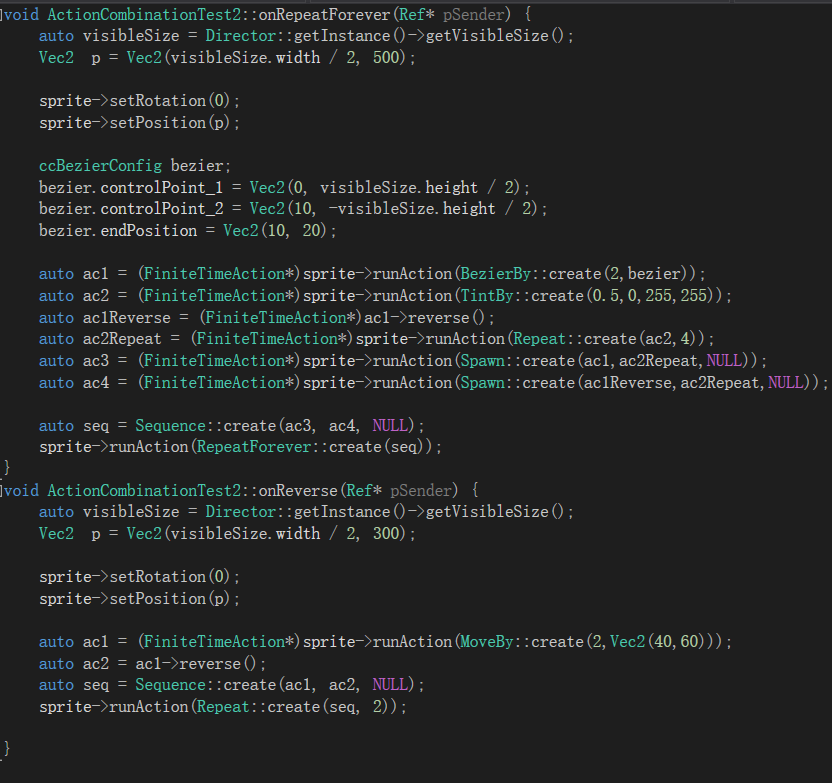 void ActionCombinationTest2::onRepeatForever(Ref* pSender) {
    auto visibleSize = Director::getInstance()->getVisibleSize();
    Vec2  p = Vec2(visibleSize.width / 2, 500);

    sprite->setRotation(0);
    sprite->setPosition(p);

    ccBezierConfig bezier;
    bezier.controlPoint_1 = Vec2(0, visibleSize.height / 2);
    bezier.controlPoint_2 = Vec2(10, -visibleSize.height / 2);
    bezier.endPosition = Vec2(10, 20);

    auto ac1 = (FiniteTimeAction*)sprite->runAction(BezierBy::create(2,bezier));
    auto ac2 = (FiniteTimeAction*)sprite->runAction(TintBy::create(0.5,0,255,255));
    auto ac1Reverse = (FiniteTimeAction*)ac1->reverse();
    auto ac2Repeat = (FiniteTimeAction*)sprite->runAction(Repeat::create(ac2,4));
    auto ac3 = (FiniteTimeAction*)sprite->runAction(Spawn::create(ac1,ac2Repeat,NULL));
    auto ac4 = (FiniteTimeAction*)sprite->runAction(Spawn::create(ac1Reverse,ac2Repeat,NULL));

    auto seq = Sequence::create(ac3, ac4, NULL);
    sprite->runAction(RepeatForever::create(seq));
}
void ActionCombinationTest2::onReverse(Ref* pSender) {
    auto visibleSize = Director::getInstance()->getVisibleSize();
    Vec2  p = Vec2(visibleSize.width / 2, 300);

    sprite->setRotation(0);
    sprite->setPosition(p);

    auto ac1 = (FiniteTimeAction*)sprite->runAction(MoveBy::create(2,Vec2(40,60)));
    auto ac2 = ac1->reverse();
    auto seq = Sequence::create(ac1, ac2, NULL);
    sprite->runAction(Repeat::create(seq, 2));

}